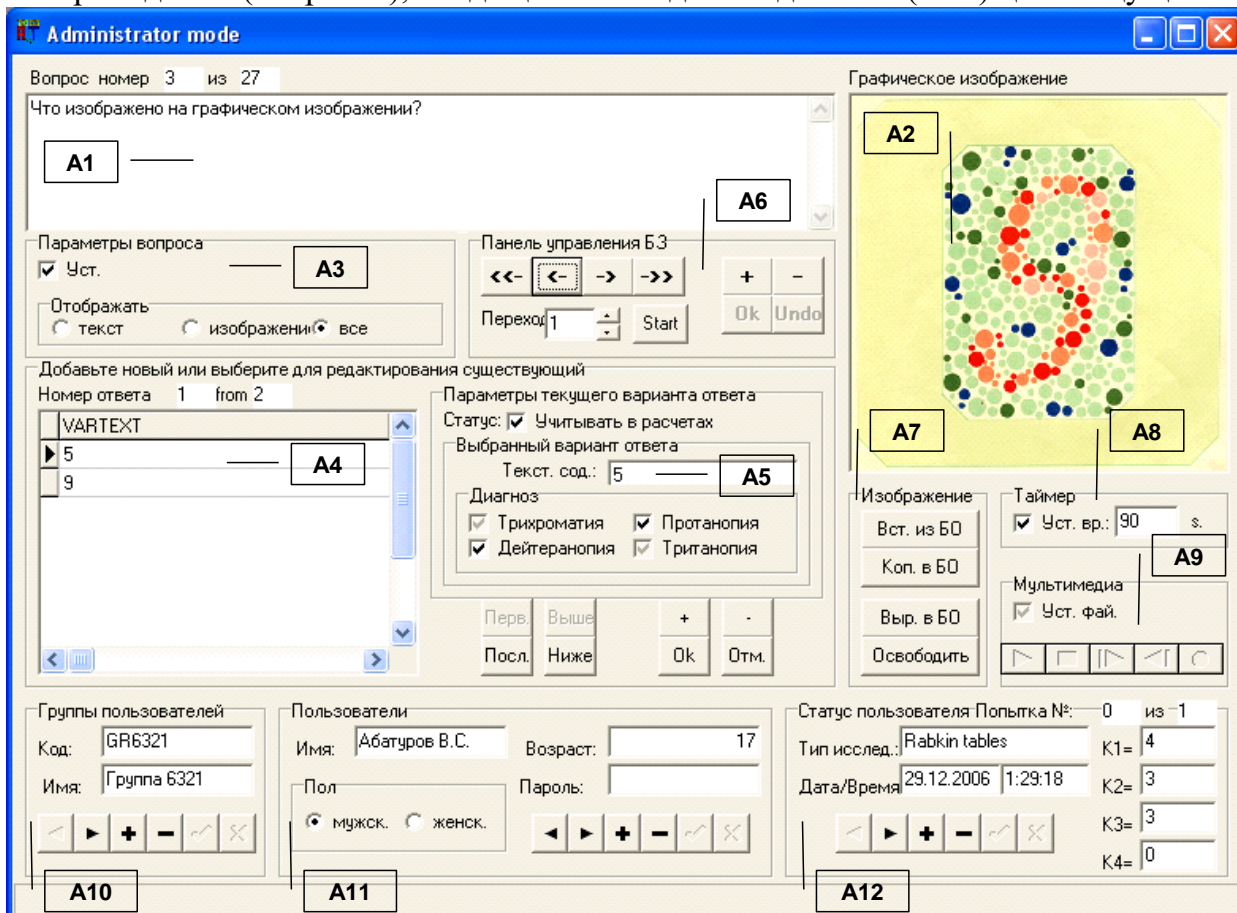 Administrator mode
Вопрос номер 3 из 27
Что изображено на графическом изображении?
A1
Графическое изображение
A2
Параметры вопроса
Уст.
A3
Отображать
текст изображени все
Панель управления БЗ
A6
<<- <- -> ->> + -
Переход 1 Start Ok Undo
Добавьте новый или выберите для редактирования существующий
Номер ответа 1 from 2
VARTEXT
5
9
A4
Параметры текущего варианта ответа
Статус: Учитывать в расчетах
Выбранный вариант ответа
Текст. сод.: 5
A5
Диагноз
Трихроматия Протанопия
Дейтеранопия Тританопия
Перв. Выше + -
Посл. Ниже Ok Отм.
A7
A8
Изображение
Вст. из БО
Коп. в БО
Выр. в БО
Освободить
Таймер
Уст. вр.: 90 s.
A9
Мультимедиа
Уст. фай.
Группы пользователей
Код: GR6321
Имя: Группа 6321
A10
Пользователи
Имя: Абатуров В.С. Возраст: 17
Пол
мужск. женск.
Пароль:
A11
Статус пользователя Попытка №: 0 из 1
Тип исслед.: Rabkin tables K1= 4
Дата/Время 29.12.2006 1:29:18 K2= 3
K3= 3
K4= 0
A12